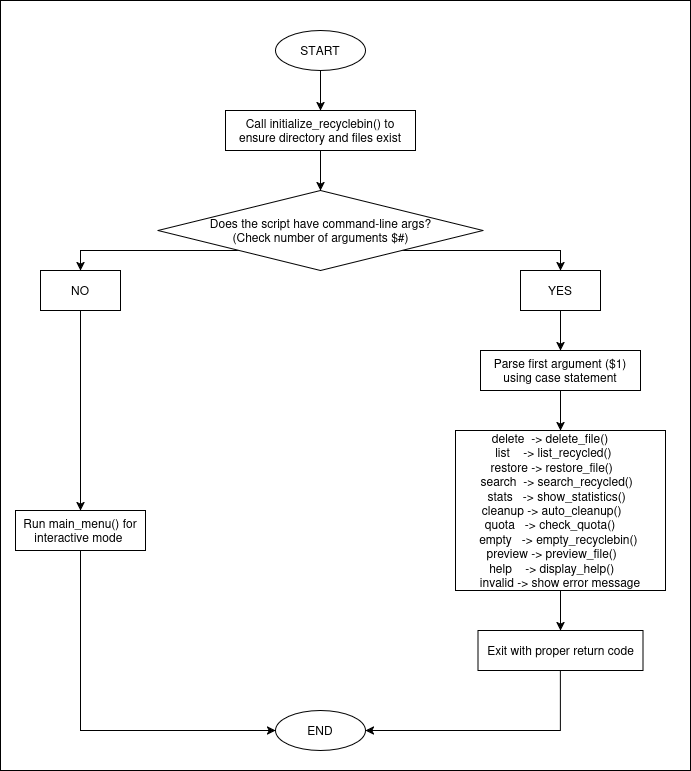 START
Call initialize_recyclebin() to
ensure directory and files exist
Does the script have command-line args?
(Check number of arguments $#)
NO
YES
Parse first argument ($1)
using case statement
delete -> delete_file()
list -> list_recycled()
restore -> restore_file()
search -> search_recycled()
stats -> show_statistics()
cleanup -> auto_cleanup()
quota -> check_quota()
empty -> empty_recyclebin()
preview -> preview_file()
help -> display_help()
invalid -> show error message
Run main_menu() for
interactive mode
Exit with proper return code
END